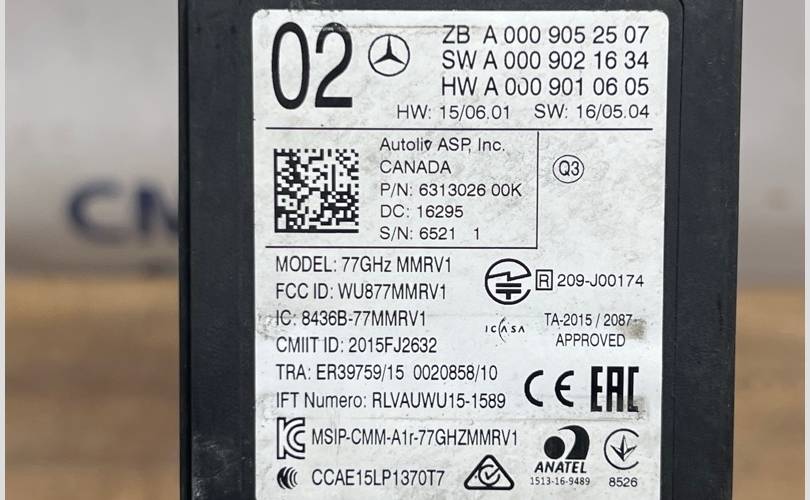 02
ZB A 000 905 25 07
SW A 000 902 16 34
HW A 000 901 06 05
HW: 15/06.01 SW: 16/05.04
Autoliv ASP, Inc.
CANADA
P/N: 6313026 00K
DC: 16295
S/N: 6521 1
Q3
MODEL: 77GHz MMRV1
FCC ID: WU877MMRV1
IC: 8436B-77MMRV1
CMIIT ID: 2015FJ2632
TRA: ER39759/15 0020858/10
IFT Numero: RLVAUWU15-1589
R 209-J00174
ICASA
TA-2015 / 2087
APPROVED
CE EAC
KC MSIP-CMM-A1r-77GHZMMRV1
CCAE15LP1370T7
ANATEL
1513-16-9489
8526